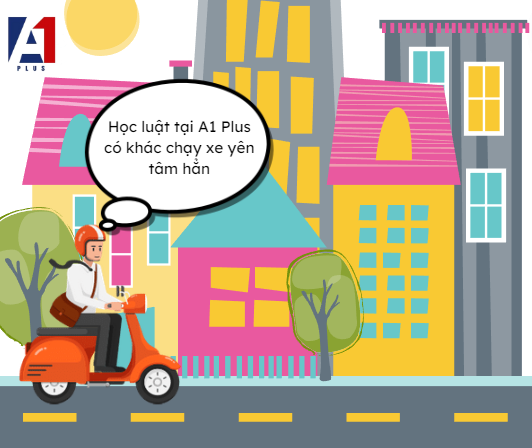 A1
PLUS
Học luật tại A1 Plus
có khác chạy xe yên
tâm hẳn